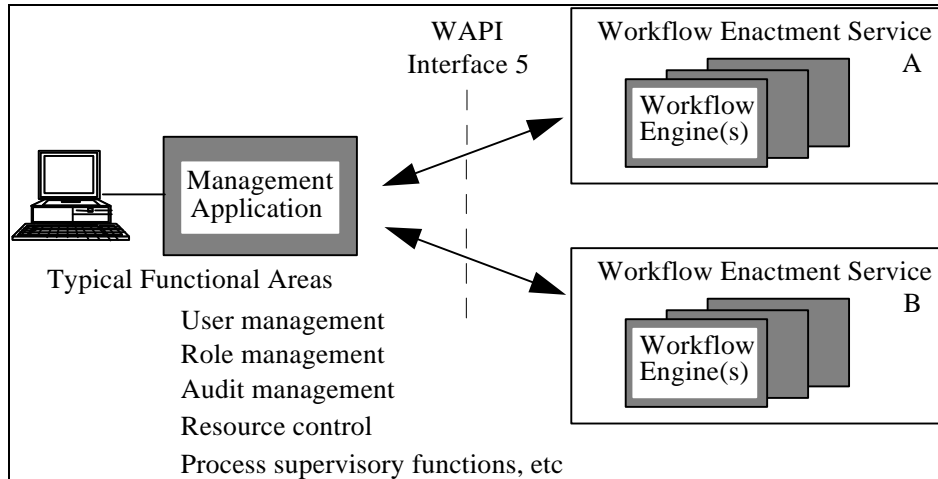 WAPI
Interface 5
Workflow Enactment Service
A
Workflow
Engine(s)
Management
Application
Typical Functional Areas
User management
Role management
Audit management
Resource control
Process supervisory functions, etc
Workflow Enactment Service
B
Workflow
Engine(s)